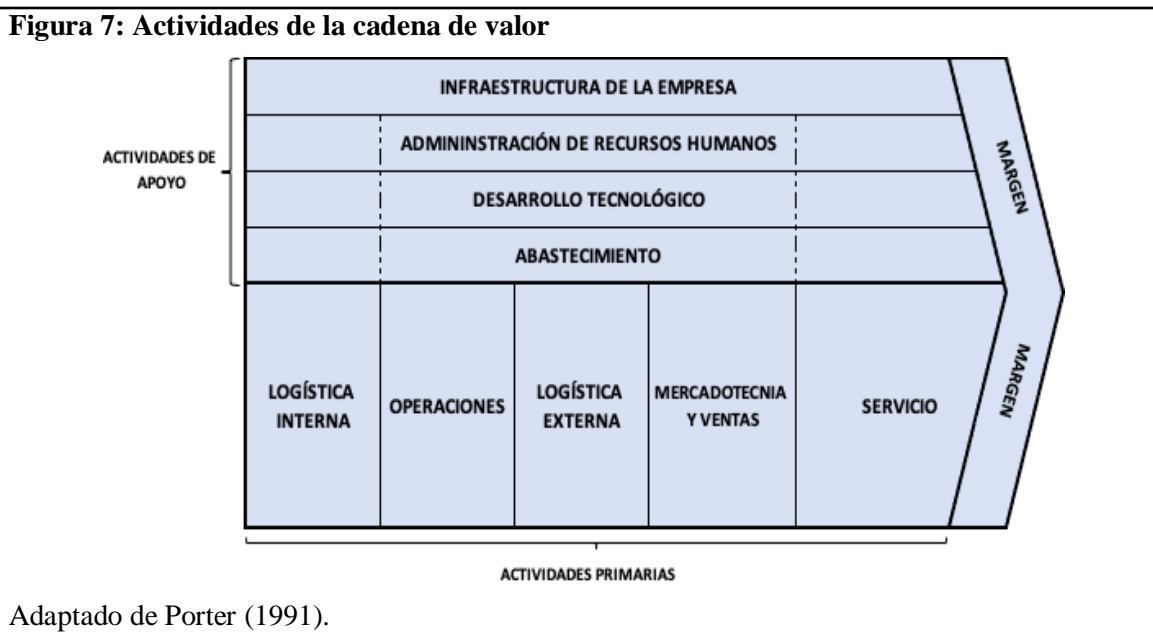 Figura 7: Actividades de la cadena de valor
INFRAESTRUCTURA DE LA EMPRESA
ACTIVIDADES DE
APOYO
ADMININSTRACIÓN DE RECURSOS HUMANOS
DESARROLLO TECNOLÓGICO
ABASTECIMIENTO
MARGEN
LOGÍSTICA
INTERNA
OPERACIONES
LOGÍSTICA
EXTERNA
MERCADOTECNIA
Y VENTAS
SERVICIO
MARGEN
ACTIVIDADES PRIMARIAS
Adaptado de Porter (1991).